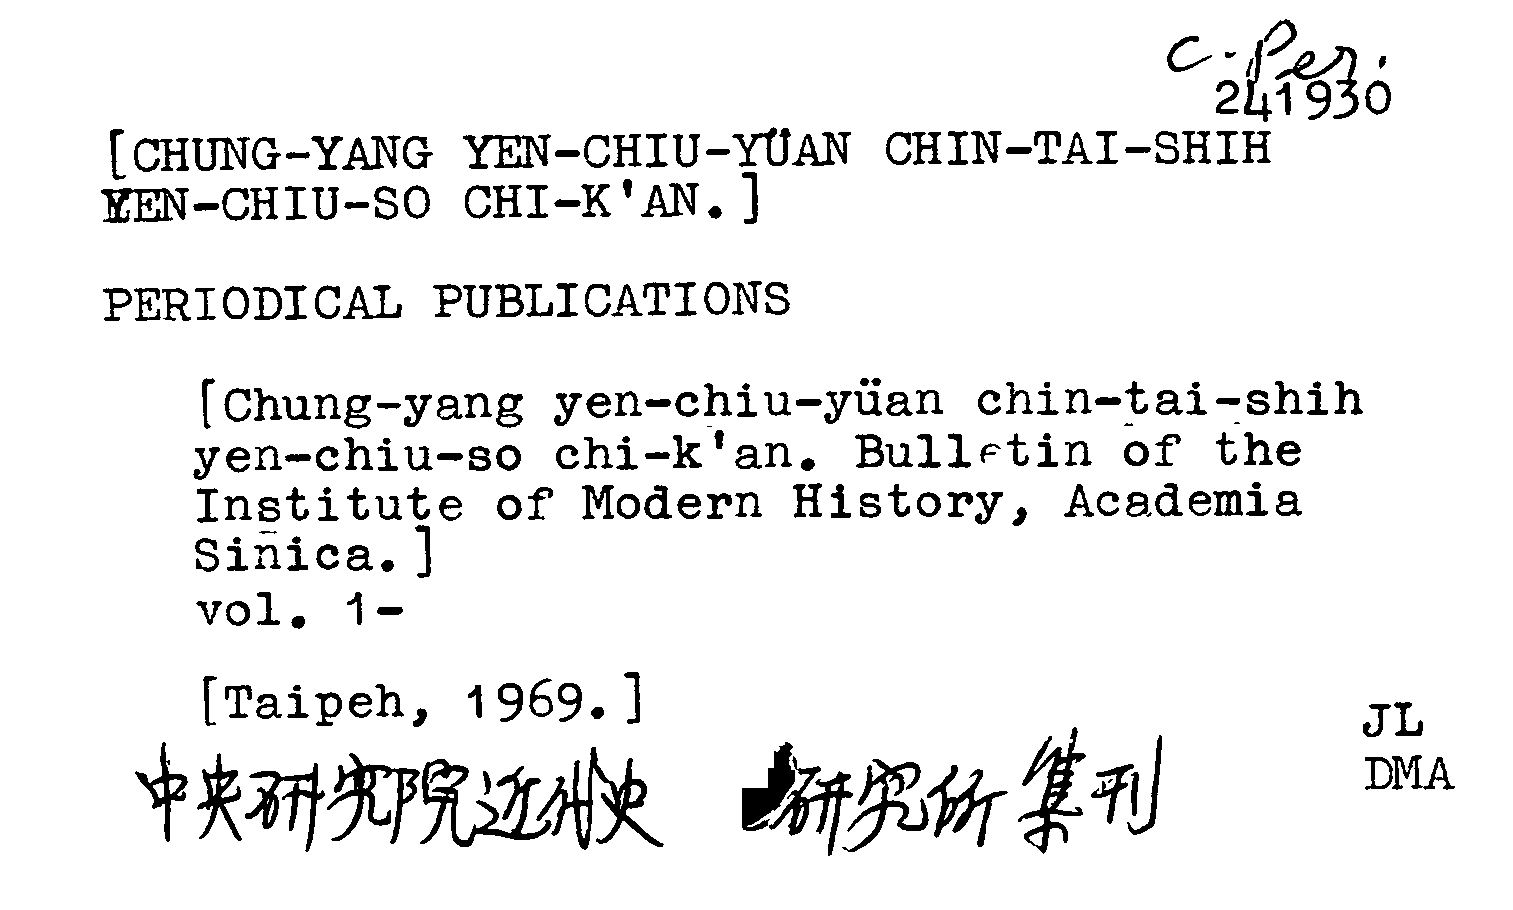 C. Per.
241930
[CHUNG-YANG YEN-CHIU-YÜAN CHIN-TAI-SHIH
YEN-CHIU-SO CHI-K'AN.]
PERIODICAL PUBLICATIONS
[Chung-yang yen-chiu-yüan chin-tai-shih
yen-chiu-so chi-k'an. Bulletin of the
Institute of Modern History, Academia
Sinica.]
vol. 1-
[Taipeh, 1969.]
JL
DMA
中央研究院近代史 研究所集刊